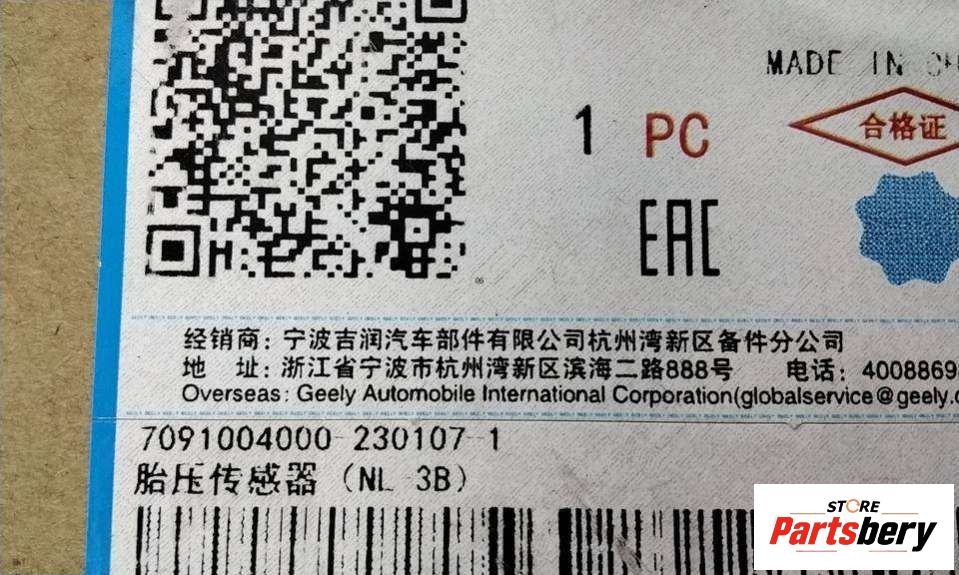 MADE IN
1 PC
合格证
EAC
经销商: 宁波吉润汽车部件有限公司杭州湾新区备件分公司
地 址: 浙江省宁波市杭州湾新区滨海二路888号 电话: 4008869
Overseas: Geely Automobile International Corporation(globalservice@geely.
7091004000-230107-1
胎压传感器 (NL-3B)
STORE
Partsbery